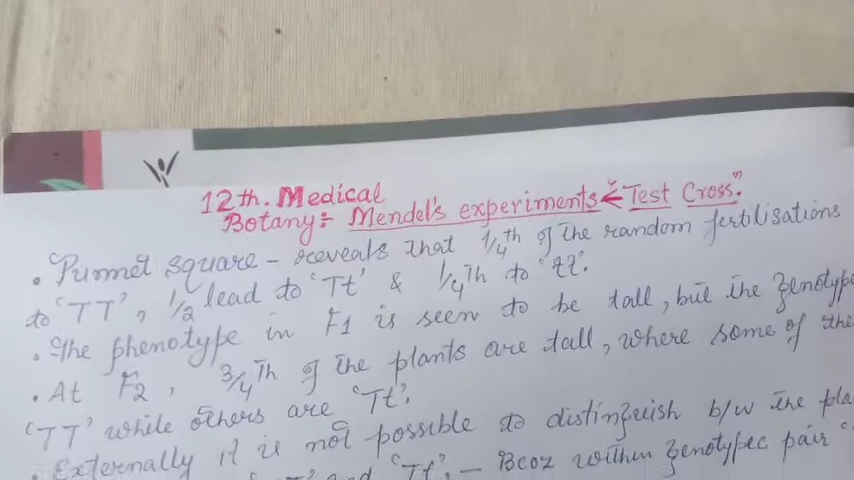 12th. Medical
Botany:- Mendel's experiments "Test Cross."
• Punnet square - reveals that 1/4th of the random fertilisations
to 'TT', 1/2 lead to 'Tt' & 1/4th to 'tt'.
• The phenotype in F1 is seen to be tall, but the genotype
• At F2, 3/4th of the plants are tall, where some of the
'TT' while others are 'Tt'.
• Externally it is not possible to distinguish b/w the
and 'Tt', - Bcoz within genotypec pair